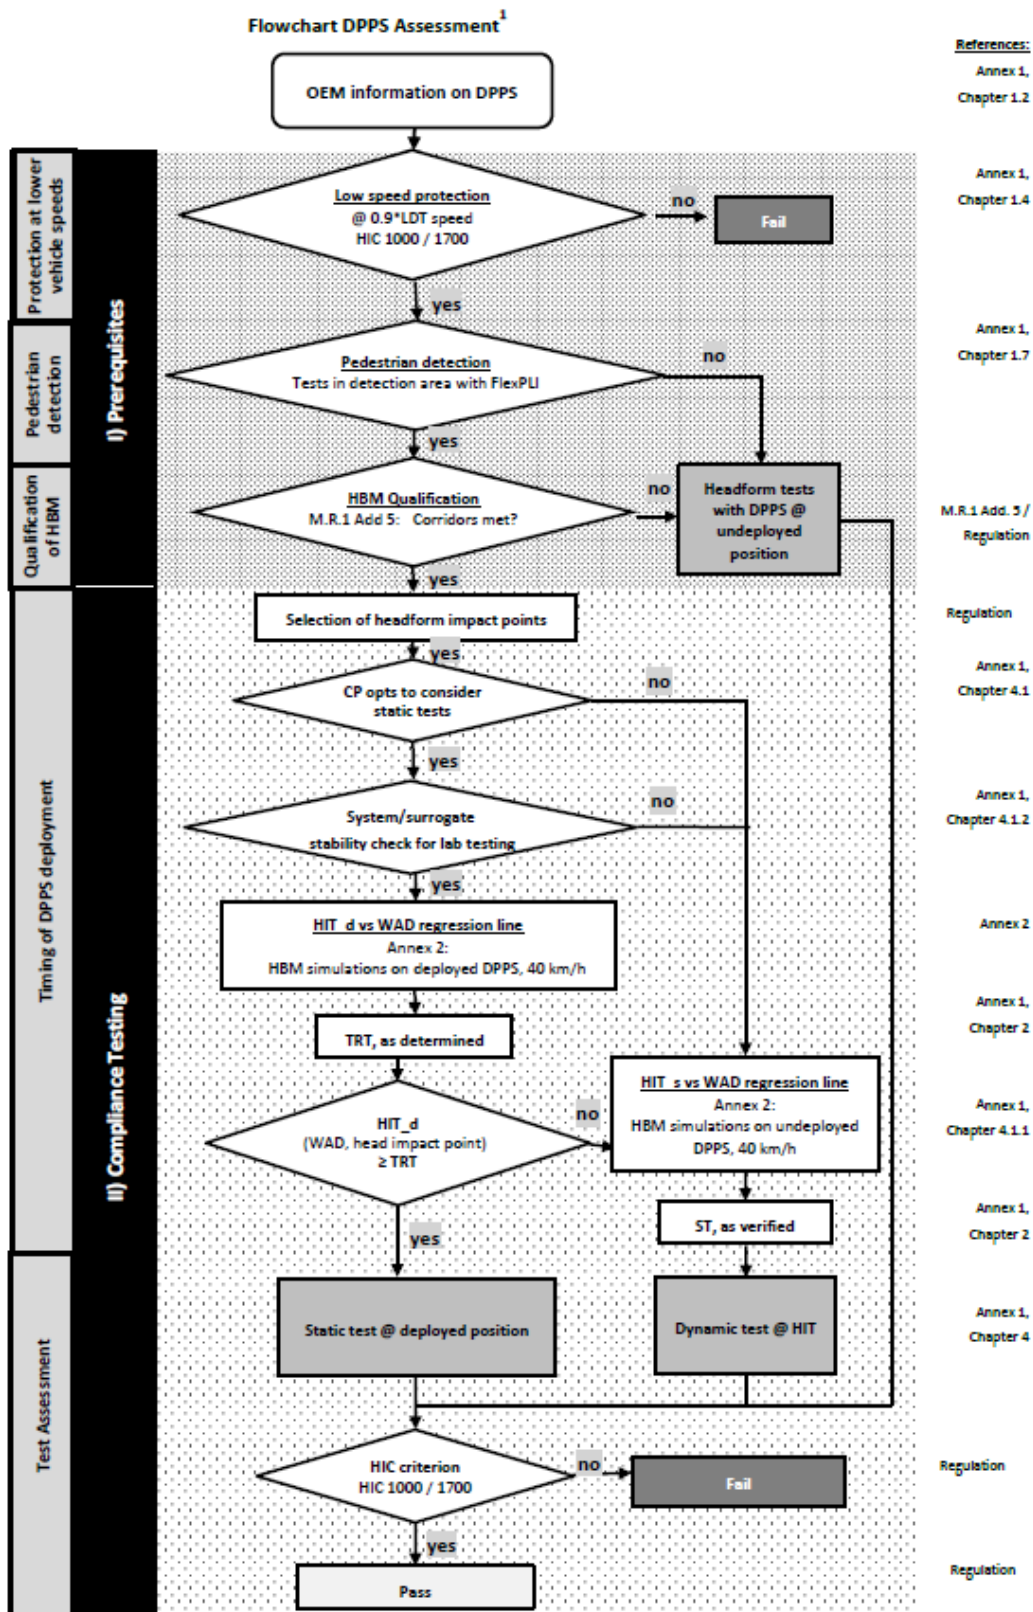 Flowchart DPPS Assessment1
References:
OEM information on DPPS
Annex 1,
Chapter 1.2
Protection at lower
vehicle speeds
I) Prerequisites
Low speed protection
@ 0.9*LDT speed
HIC 1000 / 1700
no
Fail
Annex 1,
Chapter 1.4
yes
Pedestrian
detection
Pedestrian detection
Tests in detection area with FlexPLI
no
Annex 1,
Chapter 1.7
yes
Qualification
of HBM
HBM Qualification
M.R.1 Add 5: Corridors met?
no
Headform tests
with DPPS @
undeployed
position
M.R.1 Add. 5 /
Regulation
yes
Timing of DPPS deployment
II) Compliance Testing
Selection of headform impact points
Regulation
yes
CP opts to consider
static tests
no
Annex 1,
Chapter 4.1
yes
System/surrogate
stability check for lab testing
no
Annex 1,
Chapter 4.1.2
yes
HIT_d vs WAD regression line
Annex 2:
HBM simulations on deployed DPPS, 40 km/h
Annex 2
TRT, as determined
Annex 1,
Chapter 2
HIT_d
(WAD, head impact point)
≥ TRT
no
HIT_s vs WAD regression line
Annex 2:
HBM simulations on undeployed
DPPS, 40 km/h
Annex 1,
Chapter 4.1.1
yes
ST, as verified
Annex 1,
Chapter 2
Test Assessment
Static test @ deployed position
Dynamic test @ HIT
Annex 1,
Chapter 4
HIC criterion
HIC 1000 / 1700
no
Fail
Regulation
yes
Pass
Regulation